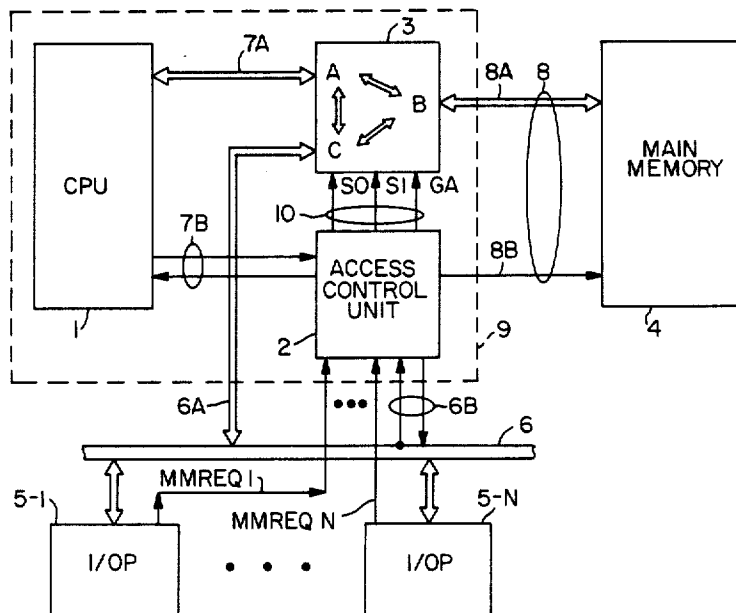 3
7A
A
B
C
8A
8
CPU
MAIN
MEMORY
SO
S1
GA
10
7B
ACCESS
CONTROL
UNIT
8B
1
2
9
4
6A
6B
6
5-1
MMREQ 1
MMREQ N
5-N
I/OP
I/OP